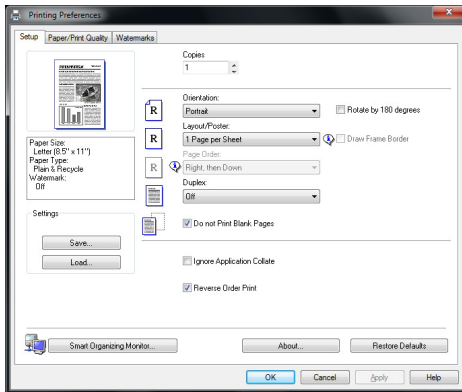 Printing Preferences
Setup
Paper/Print Quality
Watermarks
Copies
1
Orientation:
R
Portrait
Rotate by 180 degrees
Layout/Poster:
R
1 Page per Sheet
Draw Frame Border
Page Order:
R
Right, then Down
Duplex:
Off
Do not Print Blank Pages
Paper Size:
Letter (8.5" x 11")
Paper Type:
Plain & Recycle
Watermark:
Off
Settings
Save...
Load...
Ignore Application Collate
Reverse Order Print
Smart Organizing Monitor...
About...
Restore Defaults
OK
Cancel
Apply
Help